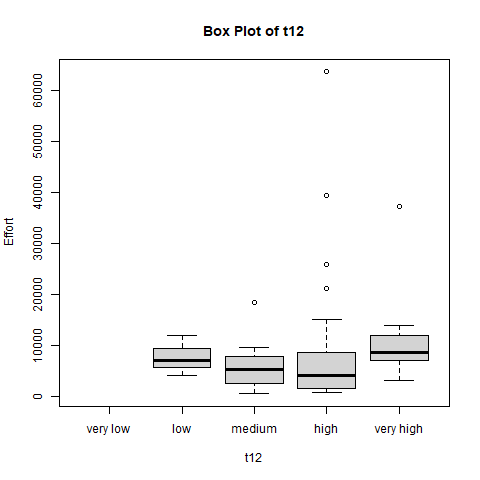 Box Plot of t12
Effort
60000
50000
40000
30000
20000
10000
0
very low
low
medium
high
very high
t12